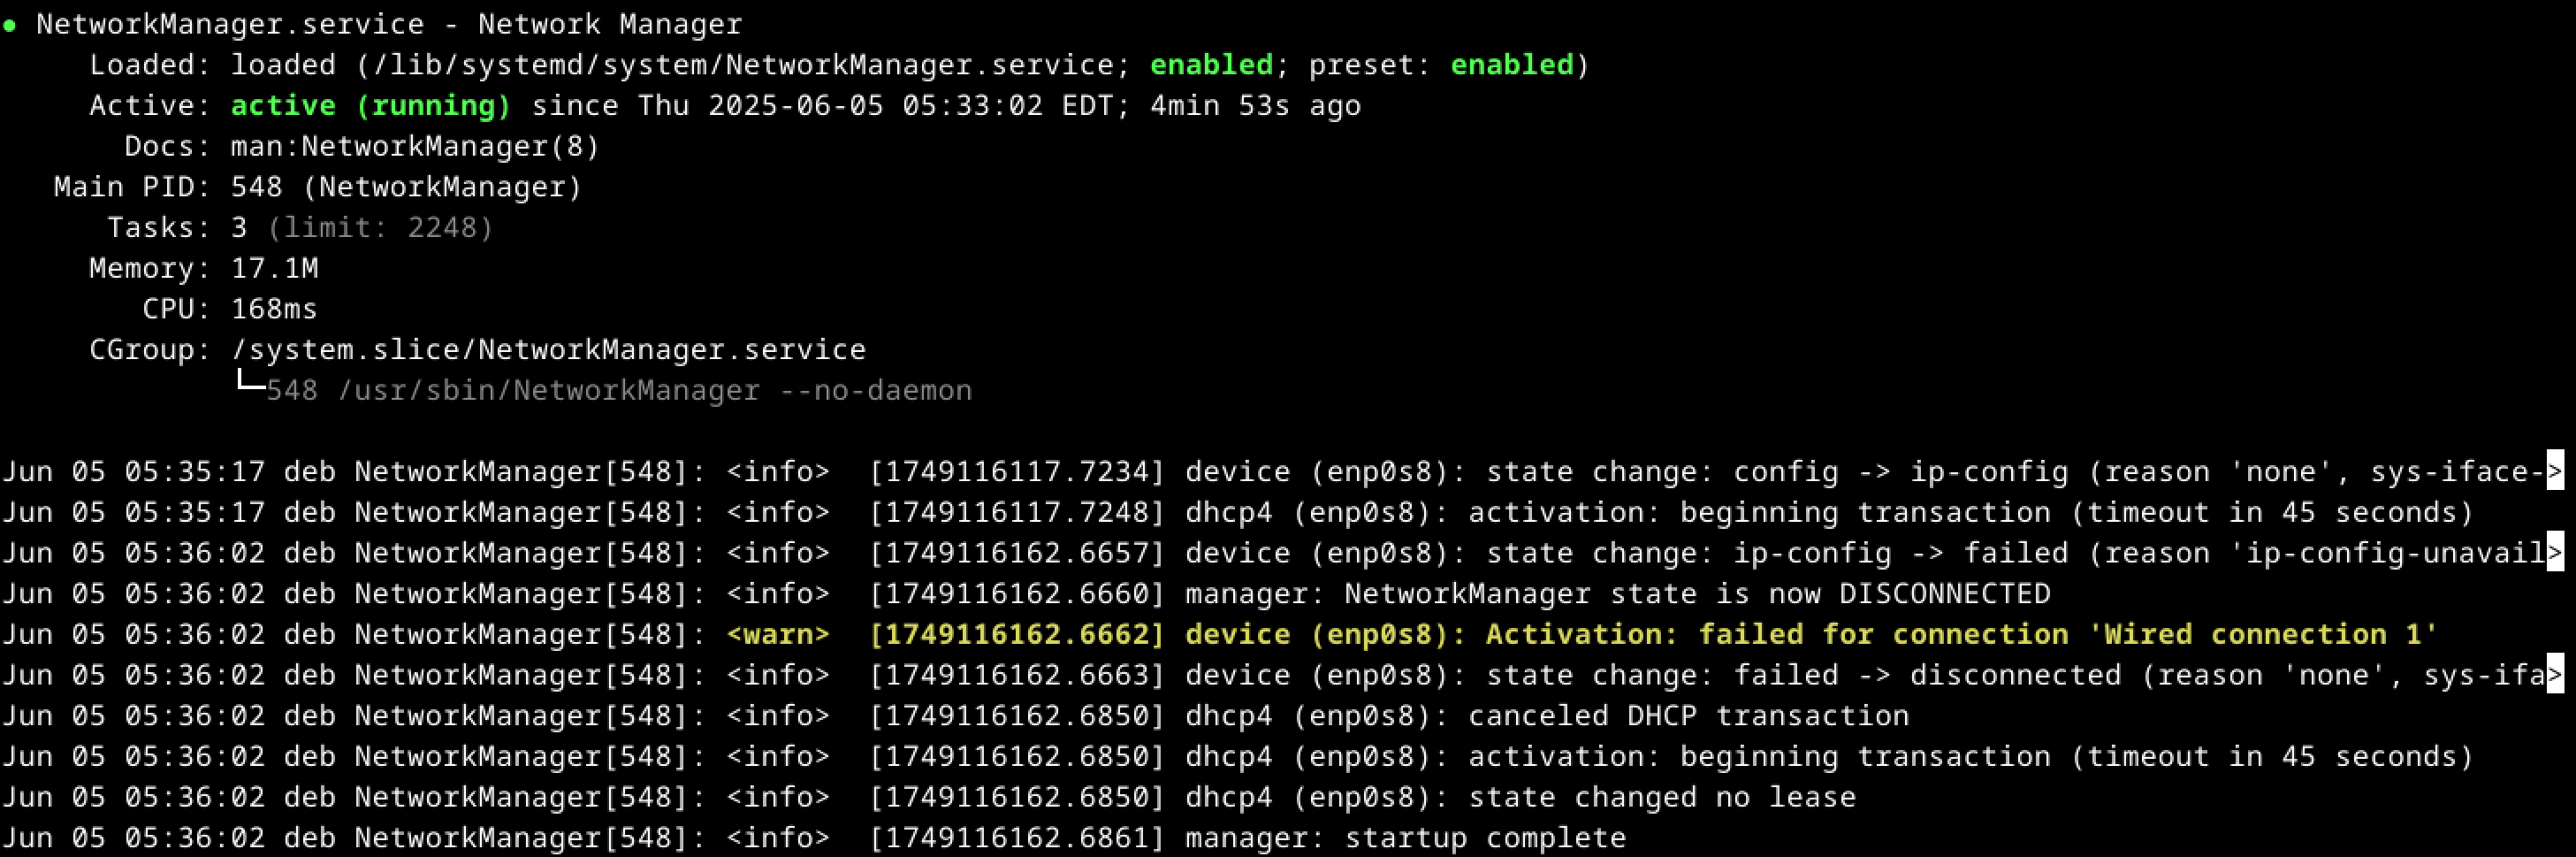 ● NetworkManager.service - Network Manager
Loaded: loaded (/lib/systemd/system/NetworkManager.service; enabled; preset: enabled)
Active: active (running) since Thu 2025-06-05 05:33:02 EDT; 4min 53s ago
Docs: man:NetworkManager(8)
Main PID: 548 (NetworkManager)
Tasks: 3 (limit: 2248)
Memory: 17.1M
CPU: 168ms
CGroup: /system.slice/NetworkManager.service
└─548 /usr/sbin/NetworkManager --no-daemon
Jun 05 05:35:17 deb NetworkManager[548]: <info>  [1749116117.7234] device (enp0s8): state change: config -> ip-config (reason 'none', sys-iface->
Jun 05 05:35:17 deb NetworkManager[548]: <info>  [1749116117.7248] dhcp4 (enp0s8): activation: beginning transaction (timeout in 45 seconds)
Jun 05 05:36:02 deb NetworkManager[548]: <info>  [1749116162.6657] device (enp0s8): state change: ip-config -> failed (reason 'ip-config-unavail>
Jun 05 05:36:02 deb NetworkManager[548]: <info>  [1749116162.6660] manager: NetworkManager state is now DISCONNECTED
Jun 05 05:36:02 deb NetworkManager[548]: <warn>  [1749116162.6662] device (enp0s8): Activation: failed for connection 'Wired connection 1'
Jun 05 05:36:02 deb NetworkManager[548]: <info>  [1749116162.6663] device (enp0s8): state change: failed -> disconnected (reason 'none', sys-ifa>
Jun 05 05:36:02 deb NetworkManager[548]: <info>  [1749116162.6850] dhcp4 (enp0s8): canceled DHCP transaction
Jun 05 05:36:02 deb NetworkManager[548]: <info>  [1749116162.6850] dhcp4 (enp0s8): activation: beginning transaction (timeout in 45 seconds)
Jun 05 05:36:02 deb NetworkManager[548]: <info>  [1749116162.6850] dhcp4 (enp0s8): state changed no lease
Jun 05 05:36:02 deb NetworkManager[548]: <info>  [1749116162.6861] manager: startup complete